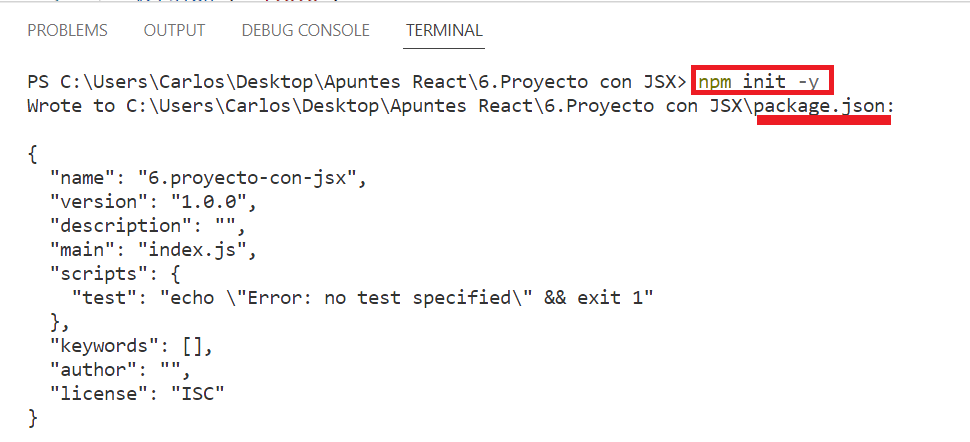 PROBLEMS OUTPUT DEBUG CONSOLE TERMINAL
PS C:\Users\Carlos\Desktop\Apuntes React\6.Proyecto con JSX> npm init -y
Wrote to C:\Users\Carlos\Desktop\Apuntes React\6.Proyecto con JSX\package.json:
{
  "name": "6.proyecto-con-jsx",
  "version": "1.0.0",
  "description": "",
  "main": "index.js",
  "scripts": {
    "test": "echo \"Error: no test specified\" && exit 1"
  },
  "keywords": [],
  "author": "",
  "license": "ISC"
}